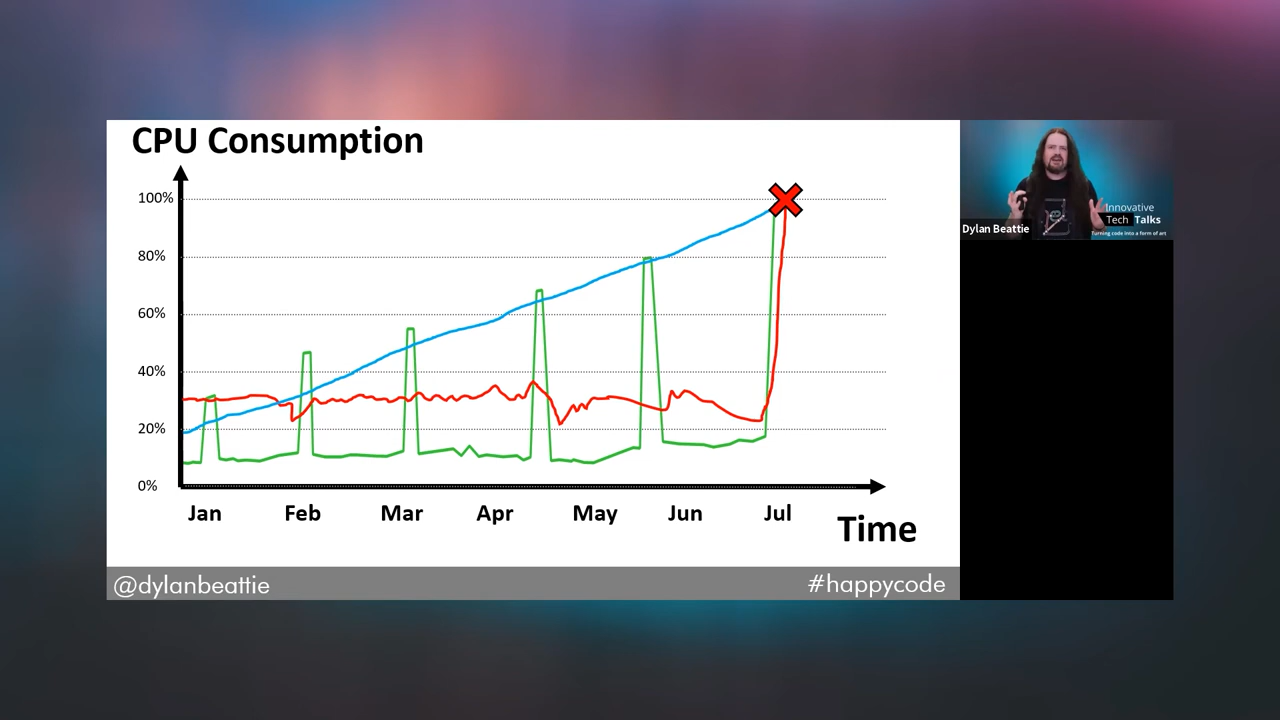 CPU Consumption
100%
80%
60%
40%
20%
0%
Jan Feb Mar Apr May Jun Jul
Time
@dylanbeattie
#happycode
Innovative
Tech Talks
Turning code into a form of art
Dylan Beattie